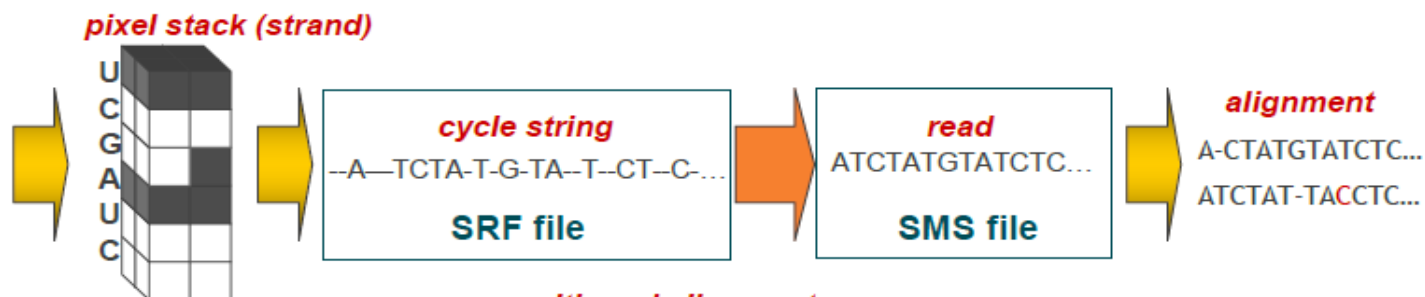 pixel stack (strand)
U
C
G
A
U
C
cycle string
--A—TCTA-T-G-TA--T--CT--C-...
SRF file
read
ATCTATGTATCTC...
SMS file
alignment
A-CTATGTATCTC...
ATCTAT-TACCTC...